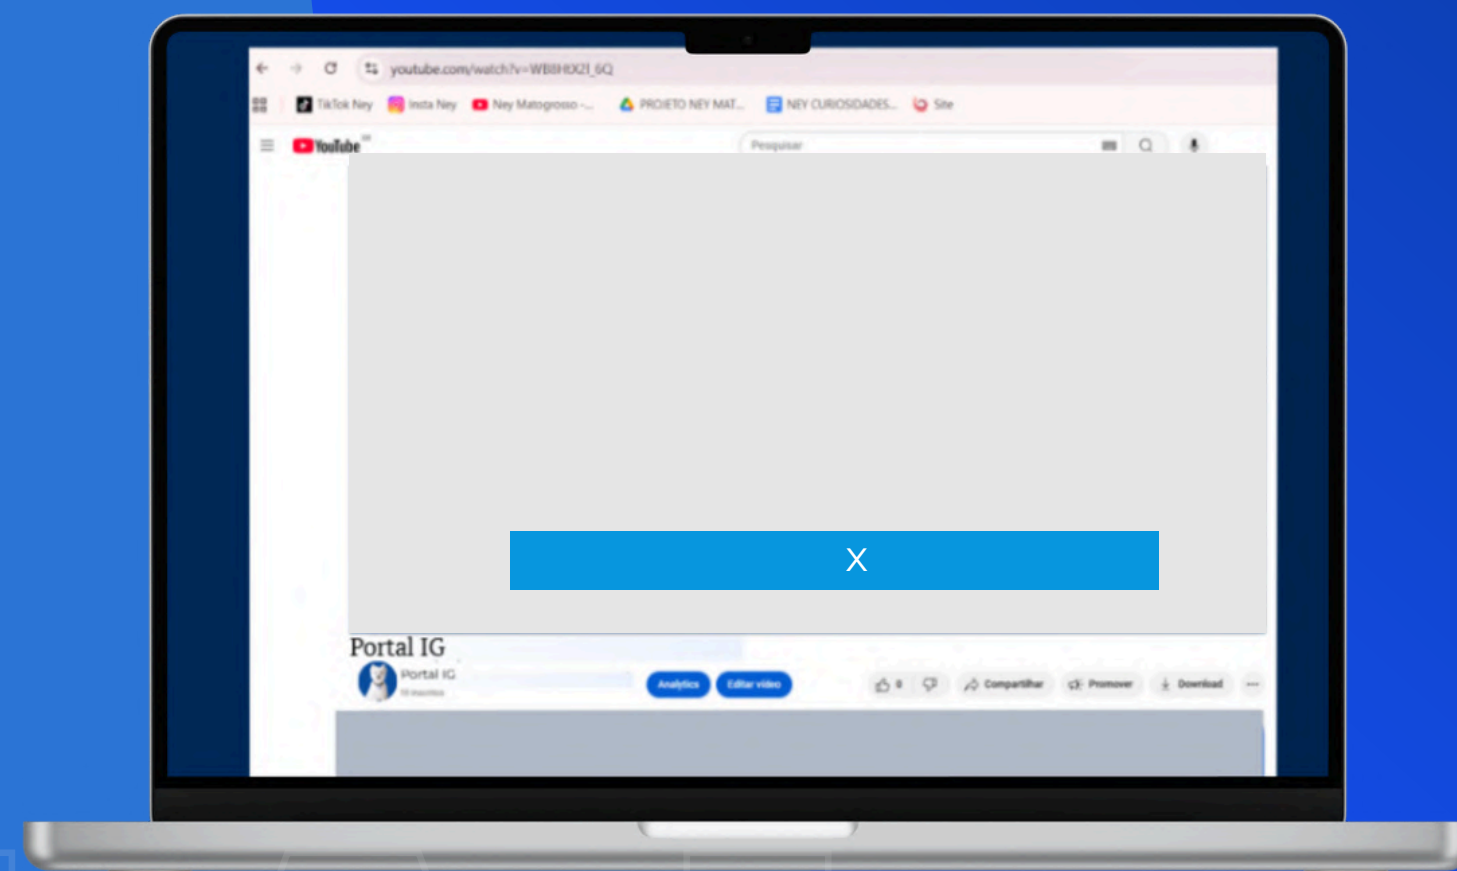 youtube.com/watch?v=
TikTok Ney
Insta Ney
Ney Matogrosso -...
PROJETO NEY MAT...
NEY CURIOSIDADES...
Site
YouTube
Pesquisar
X
Portal IG
Portal IG
Analytics
Editar vídeo
0
Compartilhar
Promover
Download